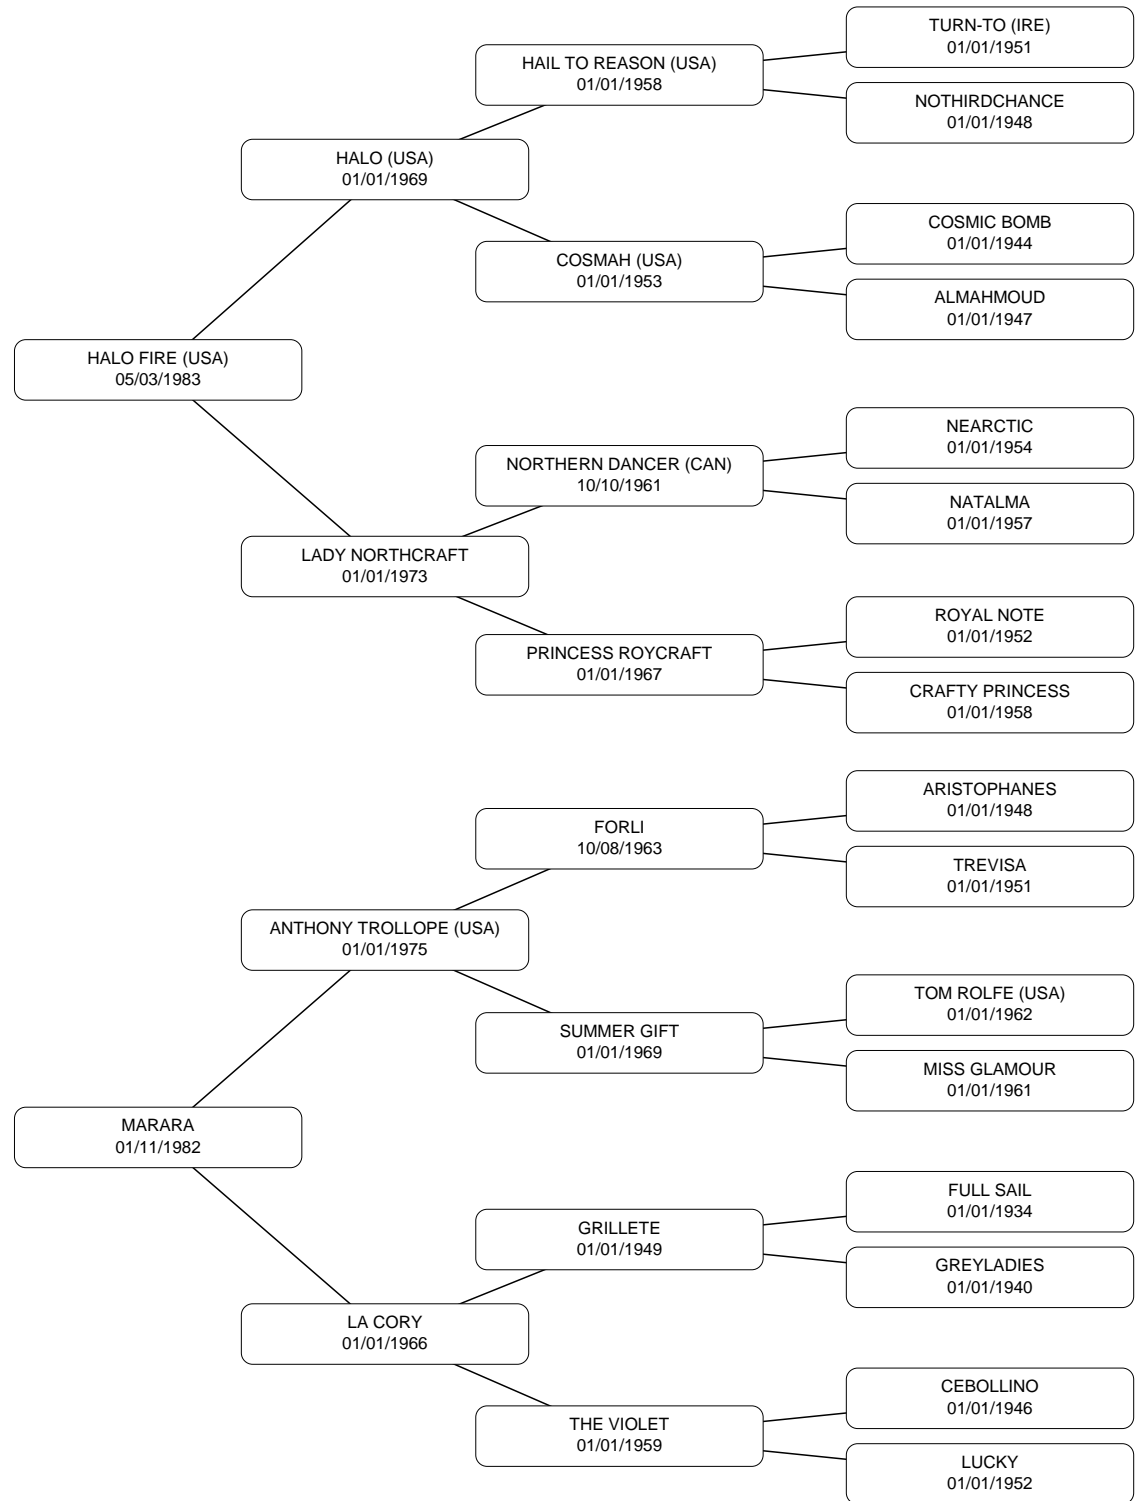 TURN-TO (IRE)
01/01/1951
HAIL TO REASON (USA)
01/01/1958
NOTHIRDCHANCE
01/01/1948
HALO (USA)
01/01/1969
COSMIC BOMB
01/01/1944
COSMAH (USA)
01/01/1953
ALMAHMOUD
01/01/1947
HALO FIRE (USA)
05/03/1983
NEARCTIC
01/01/1954
NORTHERN DANCER (CAN)
10/10/1961
NATALMA
01/01/1957
LADY NORTHCRAFT
01/01/1973
ROYAL NOTE
01/01/1952
PRINCESS ROYCRAFT
01/01/1967
CRAFTY PRINCESS
01/01/1958
ARISTOPHANES
01/01/1948
FORLI
10/08/1963
TREVISA
01/01/1951
ANTHONY TROLLOPE (USA)
01/01/1975
TOM ROLFE (USA)
01/01/1962
SUMMER GIFT
01/01/1969
MISS GLAMOUR
01/01/1961
MARARA
01/11/1982
FULL SAIL
01/01/1934
GRILLETE
01/01/1949
GREYLADIES
01/01/1940
LA CORY
01/01/1966
CEBOLLINO
01/01/1946
THE VIOLET
01/01/1959
LUCKY
01/01/1952